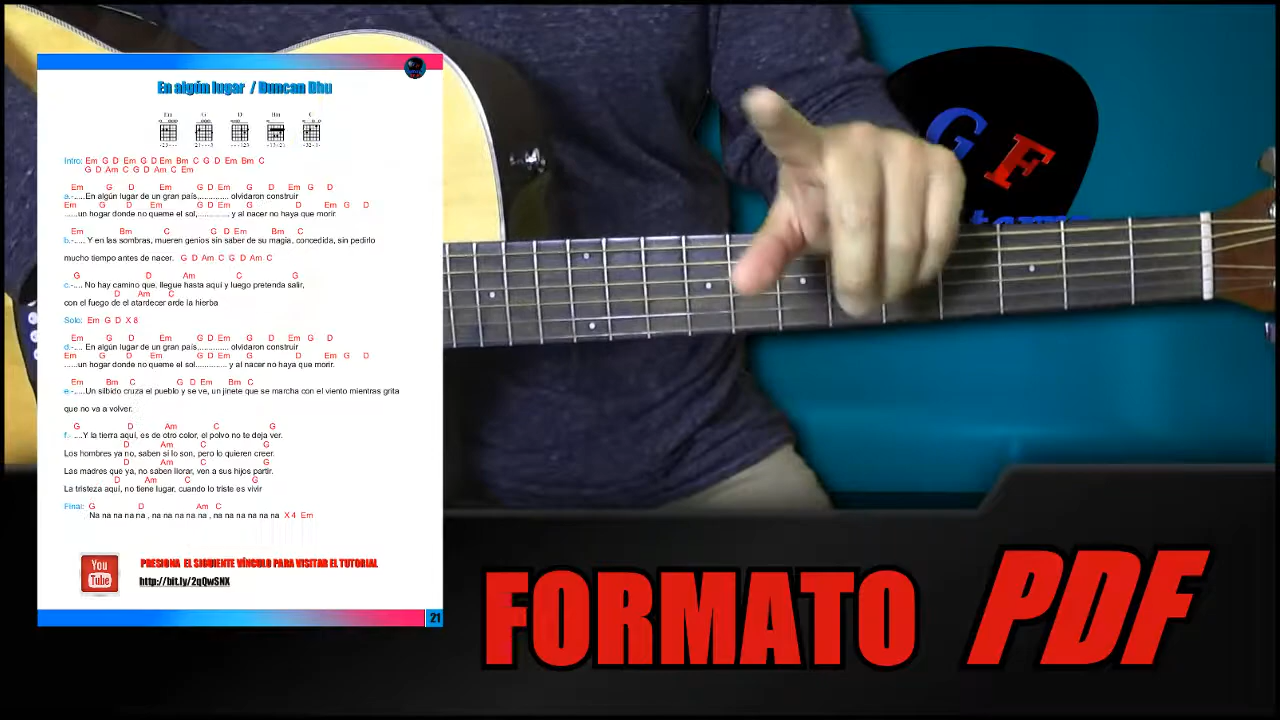 En algún lugar / Duncan Dhu
Em G D Bm C
Intro: Em G D Em G D Em Bm C G D Em Bm C
G D Am C G D Am C Em
Em G D Em G D Em G D Em G D
a.-.....En algún lugar de un gran país,............. olvidaron construir
Em G D Em G D Em G D Em G D
......un hogar donde no queme el sol,............, y al nacer no haya que morir.
Em Bm C G D Em Bm C
b.-..... Y en las sombras, mueren genios sin saber de su magia, concedida, sin pedirlo
mucho tiempo antes de nacer. G D Am C G D Am C
G D Am C G
c.-..... No hay camino que, llegue hasta aquí y luego pretenda salir,
D Am C
con el fuego de el atardecer arde la hierba
Solo: Em G D X 8
Em G D Em G D Em G D Em G D
d.-.... En algún lugar de un gran país,............. olvidaron construir
Em G D Em G D Em G D Em G D
......un hogar donde no queme el sol,............. y al nacer no haya que morir.
Em Bm C G D Em Bm C
e.-.....Un silbido cruza el pueblo y se ve, un jinete que se marcha con el viento mientras grita
que no va a volver.
G D Am C G
f.- ....Y la tierra aquí, es de otro color, el polvo no te deja ver.
D Am C G
Los hombres ya no, saben si lo son, pero lo quieren creer.
D Am C G
Las madres que ya, no saben llorar, ven a sus hijos partir.
D Am C G
La tristeza aquí, no tiene lugar, cuando lo triste es vivir
Final: G D Am C
Na na na na na , na na na na na , na na na na na na X 4 Em
You
Tube
PRESIONA EL SIGUIENTE VÍNCULO PARA VISITAR EL TUTORIAL
http://bit.ly/2qQwSNX
21
G F
FORMATO PDF